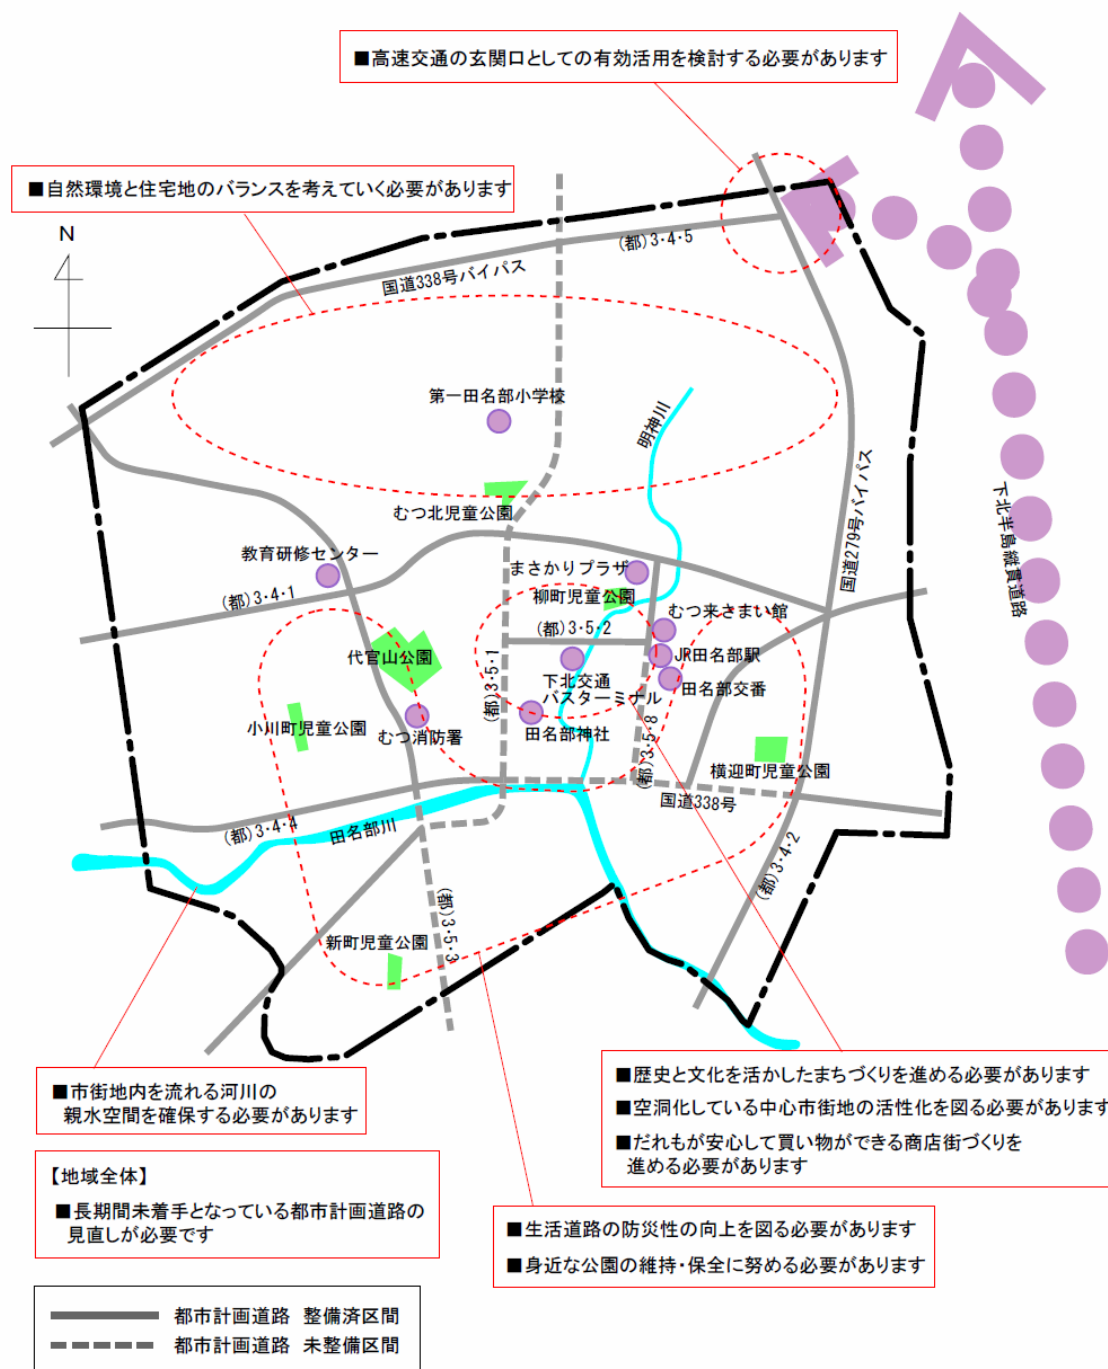 ■高速交通の玄関口としての有効活用を検討する必要があります
■自然環境と住宅地のバランスを考えていく必要があります
N
(都)3・4・5
国道338号バイパス
第一田名部小学校
明神川
むつ北児童公園
国道279号バイパス
下北半島縦貫道路
教育研修センター
まさかりプラザ
(都)3・4・1
柳町児童公園
むつ来さまい館
(都)3・5・2
代官山公園
JR田名部駅
(都)3・5・1
下北交通
バスターミナル
田名部交番
小川町児童公園
むつ消防署
田名部神社
(都)3・5・8
横迎町児童公園
国道338号
(都)3・4・4
田名部川
(都)3・4・2
(都)3・5・3
新町児童公園
■市街地内を流れる河川の
親水空間を確保する必要があります
■歴史と文化を活かしたまちづくりを進める必要があります
■空洞化している中心市街地の活性化を図る必要があります
■だれもが安心して買い物ができる商店街づくりを
進める必要があります
【地域全体】
■長期間未着手となっている都市計画道路の
見直しが必要です
■生活道路の防災性の向上を図る必要があります
■身近な公園の維持・保全に努める必要があります
都市計画道路 整備済区間
都市計画道路 未整備区間